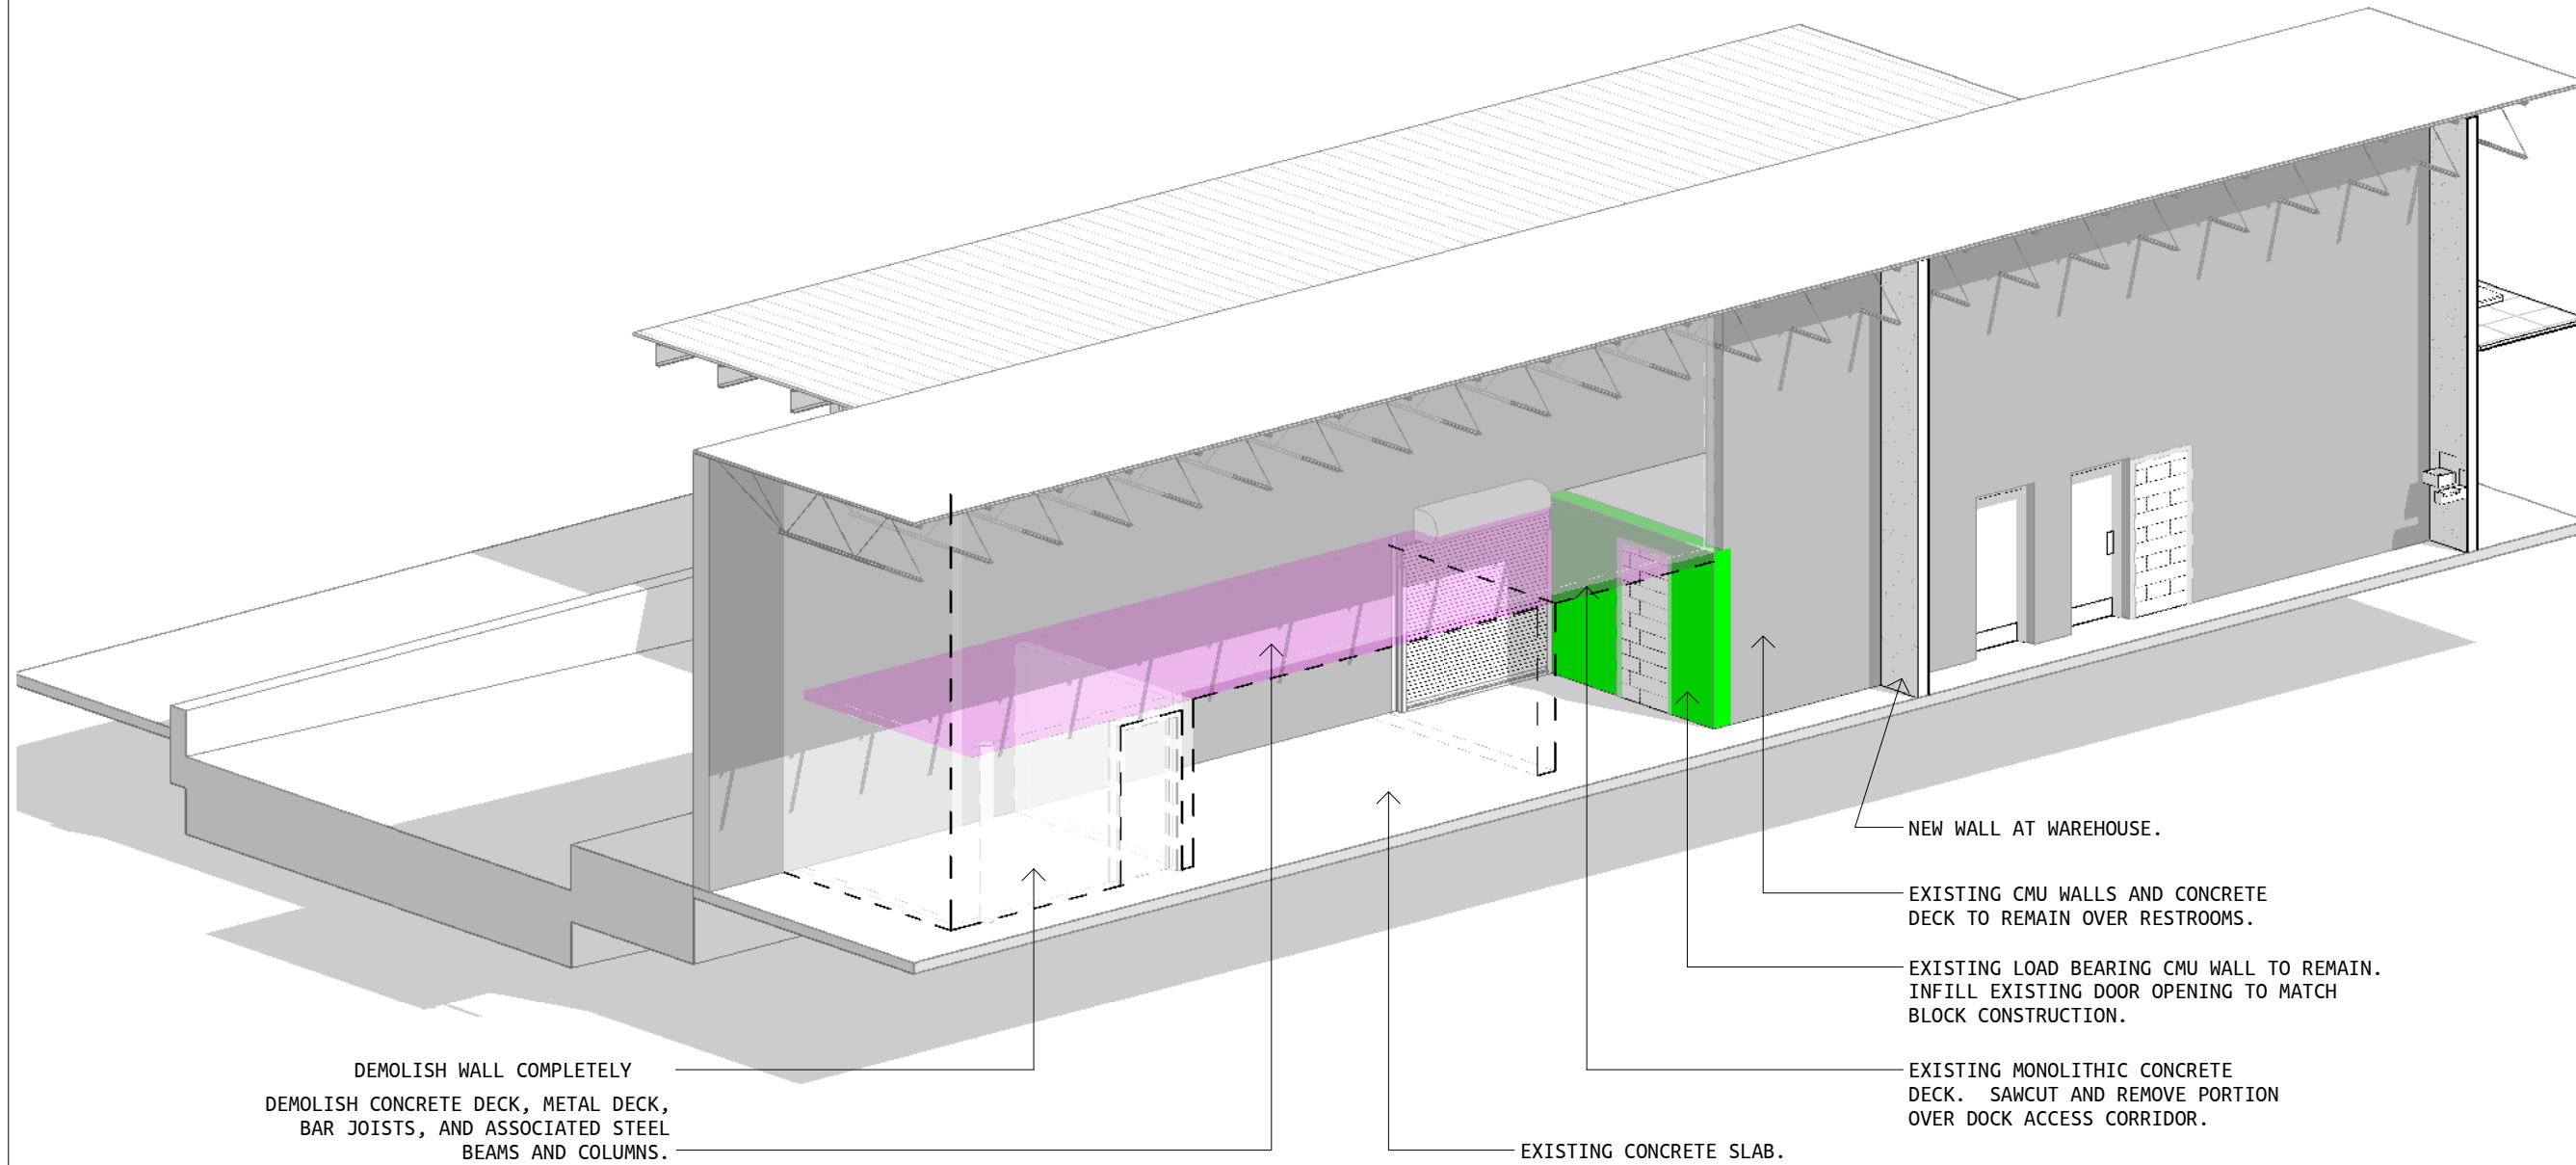 NEW WALL AT WAREHOUSE.
EXISTING CMU WALLS AND CONCRETE
DECK TO REMAIN OVER RESTROOMS.
EXISTING LOAD BEARING CMU WALL TO REMAIN.
INFILL EXISTING DOOR OPENING TO MATCH
BLOCK CONSTRUCTION.
DEMOLISH WALL COMPLETELY
DEMOLISH CONCRETE DECK, METAL DECK,
BAR JOISTS, AND ASSOCIATED STEEL
BEAMS AND COLUMNS.
EXISTING MONOLITHIC CONCRETE
DECK.  SAWCUT AND REMOVE PORTION
OVER DOCK ACCESS CORRIDOR.
EXISTING CONCRETE SLAB.